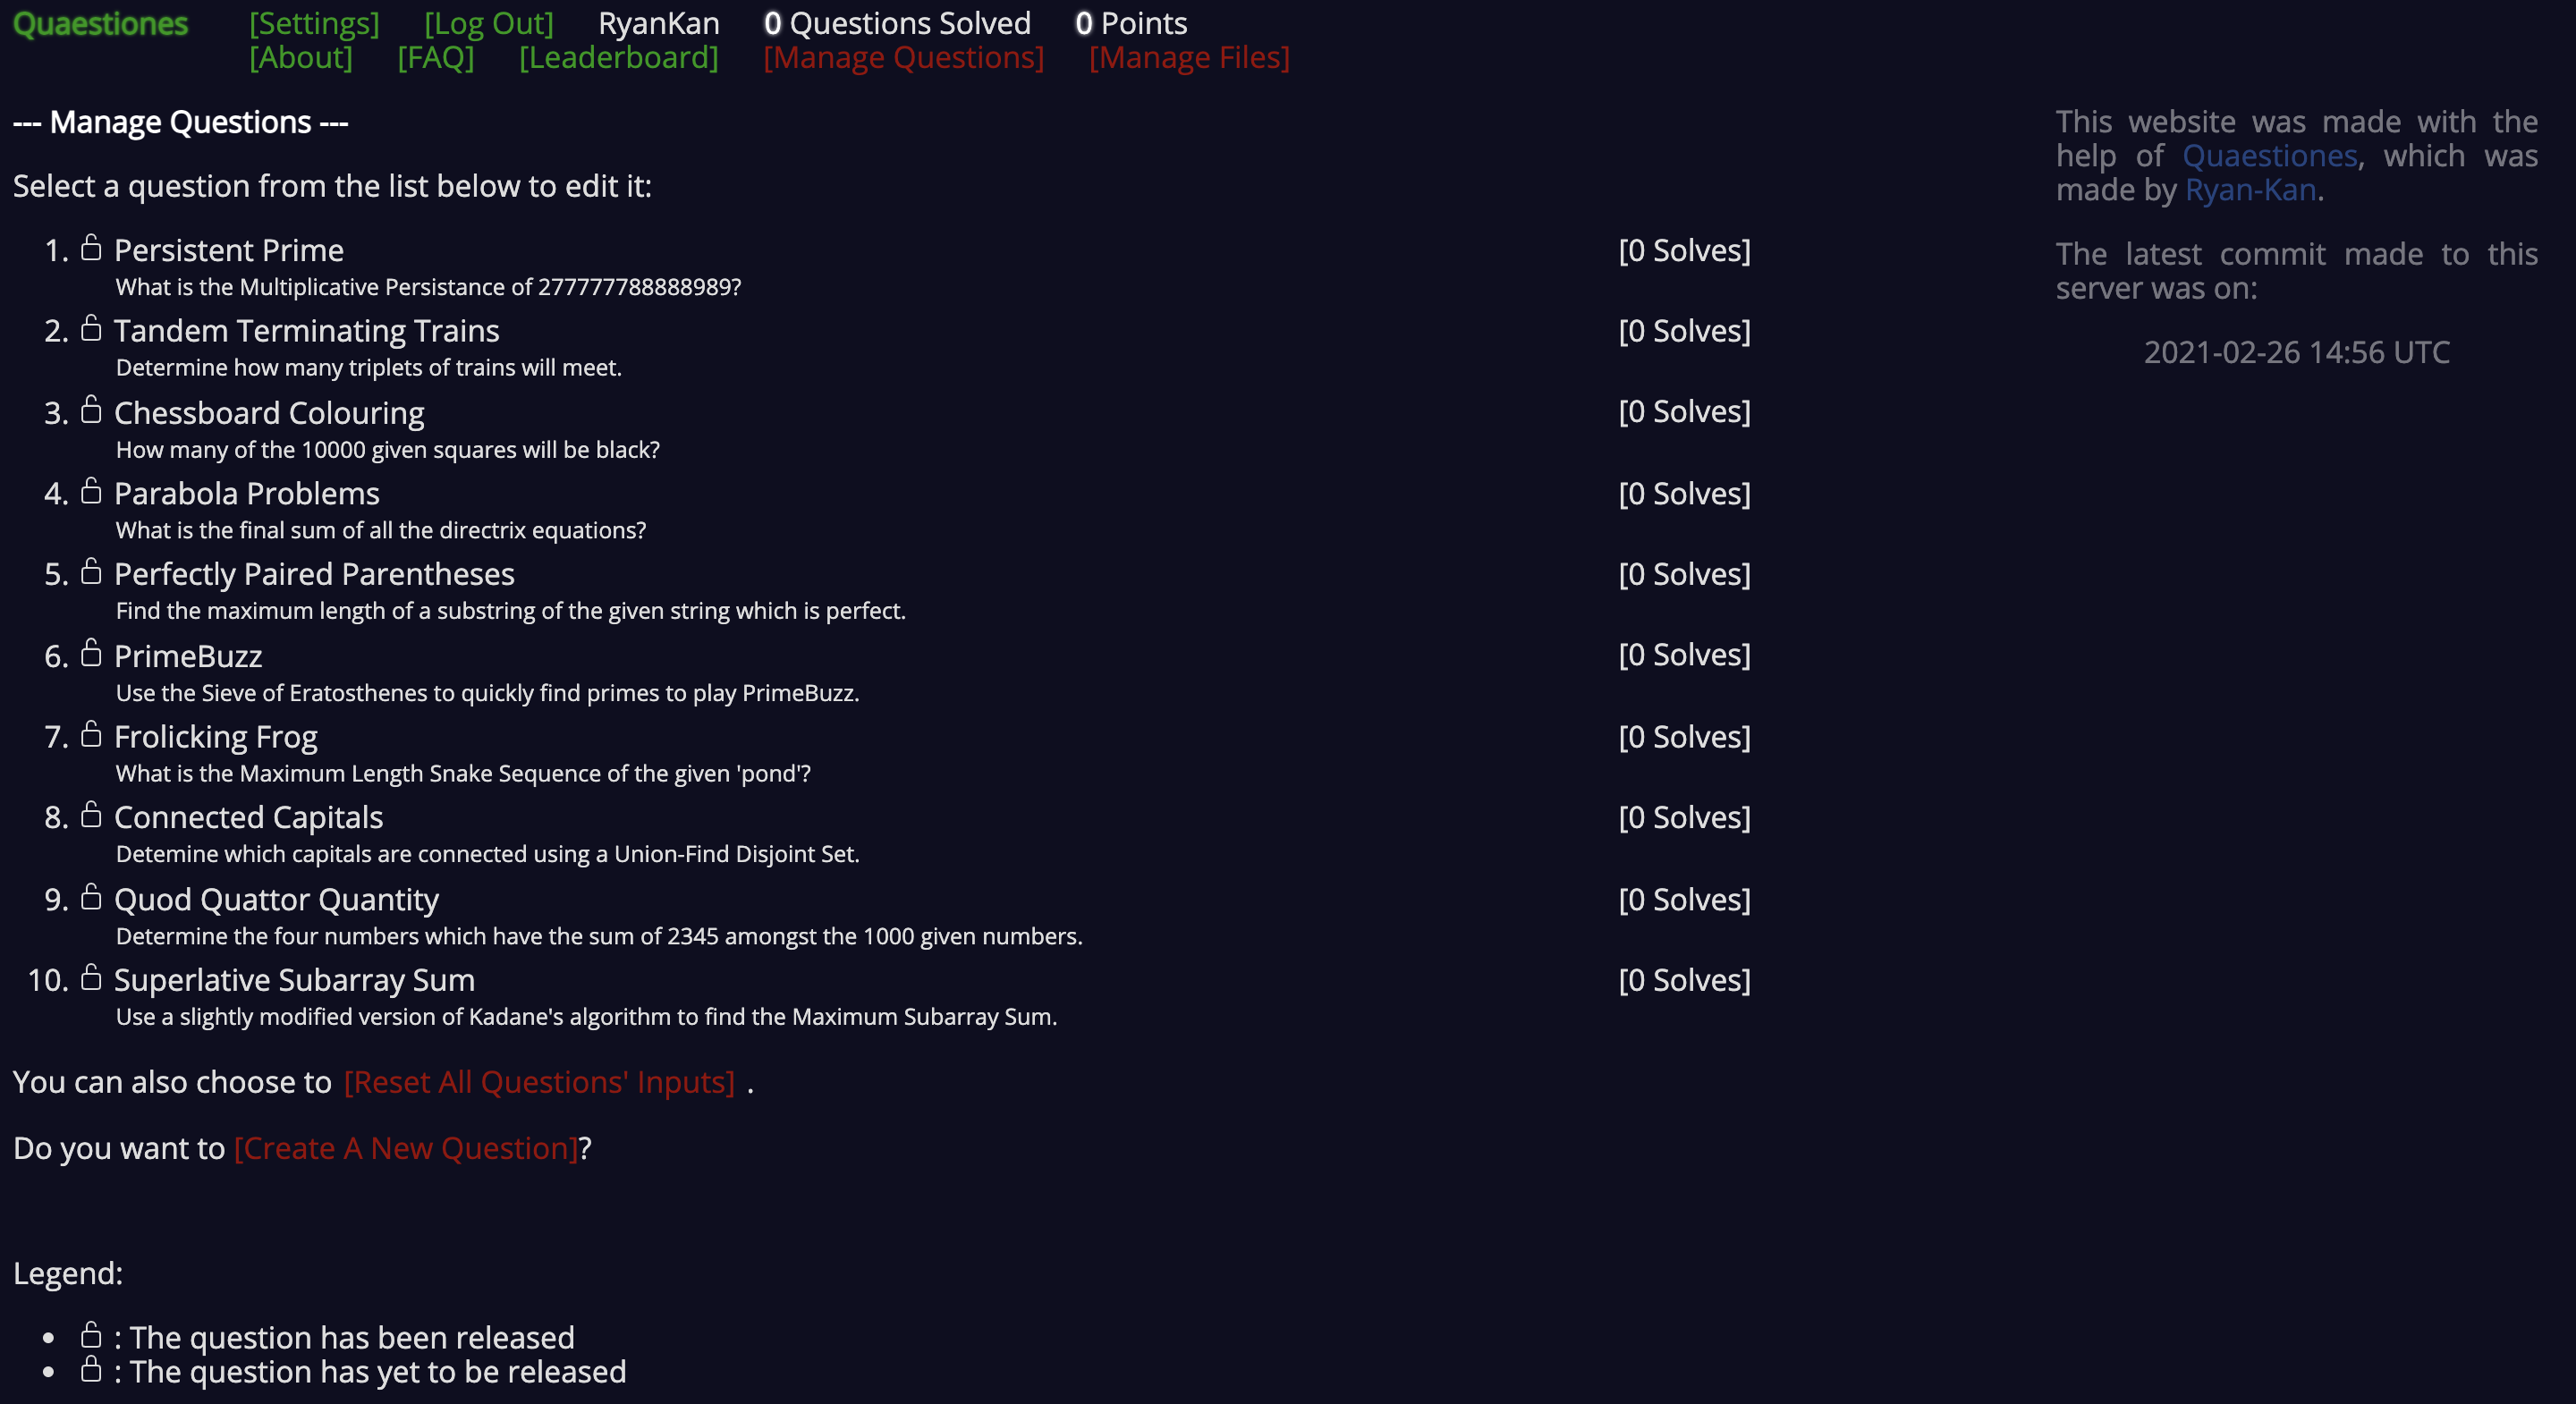 Quaestiones [Settings] [Log Out] RyanKan 0 Questions Solved 0 Points
[About] [FAQ] [Leaderboard] [Manage Questions] [Manage Files]
--- Manage Questions ---
Select a question from the list below to edit it:
1. Persistent Prime [0 Solves]
What is the Multiplicative Persistance of 277777788888989?
2. Tandem Terminating Trains [0 Solves]
Determine how many triplets of trains will meet.
3. Chessboard Colouring [0 Solves]
How many of the 10000 given squares will be black?
4. Parabola Problems [0 Solves]
What is the final sum of all the directrix equations?
5. Perfectly Paired Parentheses [0 Solves]
Find the maximum length of a substring of the given string which is perfect.
6. PrimeBuzz [0 Solves]
Use the Sieve of Eratosthenes to quickly find primes to play PrimeBuzz.
7. Frolicking Frog [0 Solves]
What is the Maximum Length Snake Sequence of the given 'pond'?
8. Connected Capitals [0 Solves]
Detemine which capitals are connected using a Union-Find Disjoint Set.
9. Quod Quattor Quantity [0 Solves]
Determine the four numbers which have the sum of 2345 amongst the 1000 given numbers.
10. Superlative Subarray Sum [0 Solves]
Use a slightly modified version of Kadane's algorithm to find the Maximum Subarray Sum.
You can also choose to [Reset All Questions' Inputs] .
Do you want to [Create A New Question]?
Legend:
• : The question has been released
• : The question has yet to be released
This website was made with the
help of Quaestiones, which was
made by Ryan-Kan.
The latest commit made to this
server was on:
2021-02-26 14:56 UTC